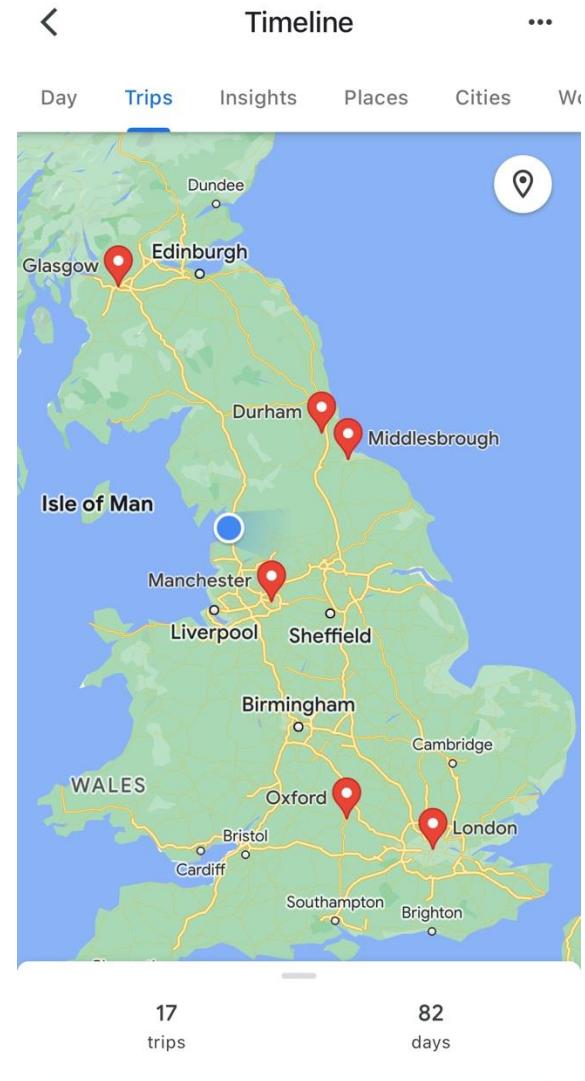 Timeline
Day Trips Insights Places Cities Wo
Dundee
Edinburgh
Glasgow
Durham
Middlesbrough
Isle of Man
Manchester
Liverpool
Sheffield
Birmingham
Cambridge
WALES
Oxford
London
Bristol
Cardiff
Southampton
Brighton
17 82
trips days